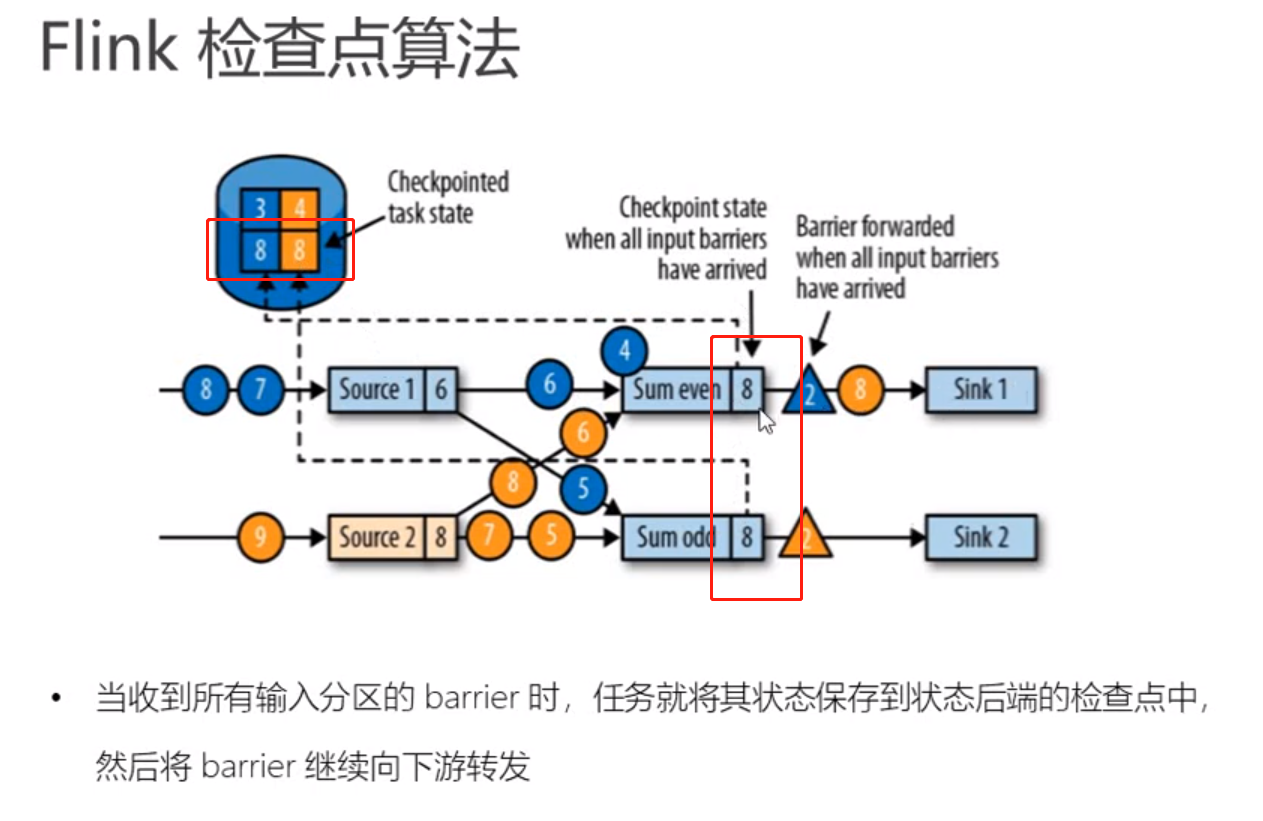 Flink 检查点算法
Checkpointed
task state
3 4
8 8
Checkpoint state
when all input barriers
have arrived
Barrier forwarded
when all input barriers
have arrived
4
8 7 Source 1 6 6 Sum even 8 2 8 Sink 1
6
8 5
9 Source 2 8 7 5 Sum odd 8 2 Sink 2
• 当收到所有输入分区的 barrier 时，任务就将其状态保存到状态后端的检查点中，
然后将 barrier 继续向下游转发